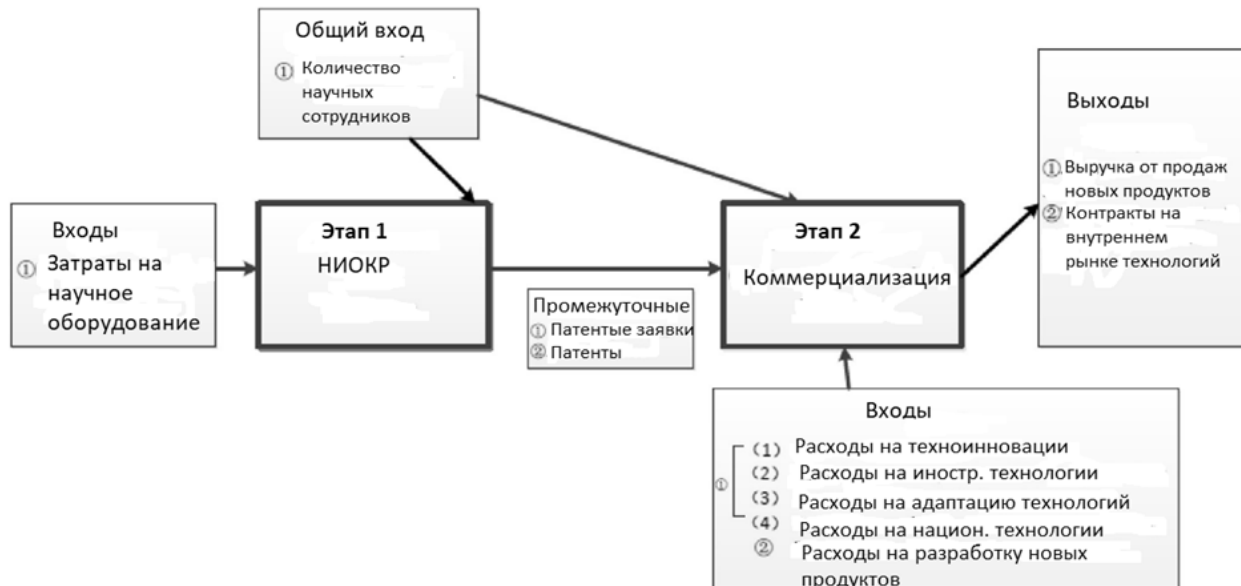 Общий вход
① Количество
научных
сотрудников
Входы
① Затраты на
научное
оборудование
Этап 1
НИОКР
Промежуточные
① Патентые заявки
② Патенты
Этап 2
Коммерциализация
Выходы
① Выручка от продаж
новых продуктов
② Контракты на
внутреннем
рынке технологий
Входы
①
(1) Расходы на техноинновации
(2) Расходы на иностр. технологии
(3) Расходы на адаптацию технологий
(4) Расходы на национ. технологии
② Расходы на разработку новых
продуктов